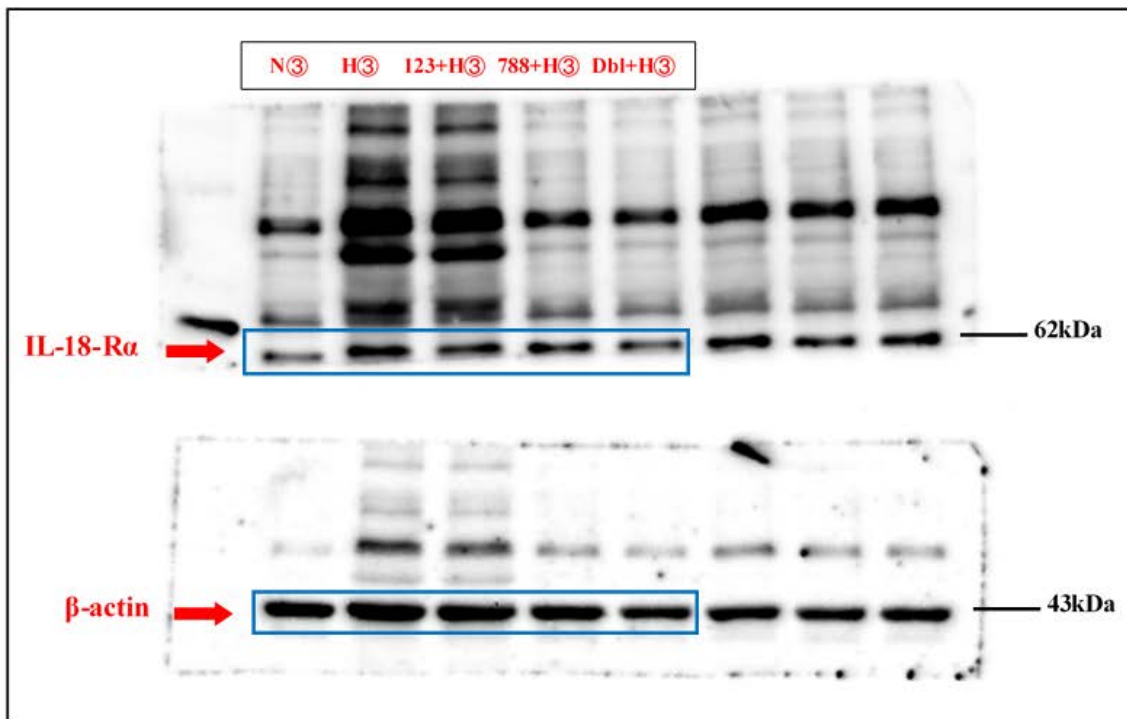 N③ H③ 123+H③ 788+H③ Dbl+H③
IL-18-Rα
62kDa
β-actin
43kDa